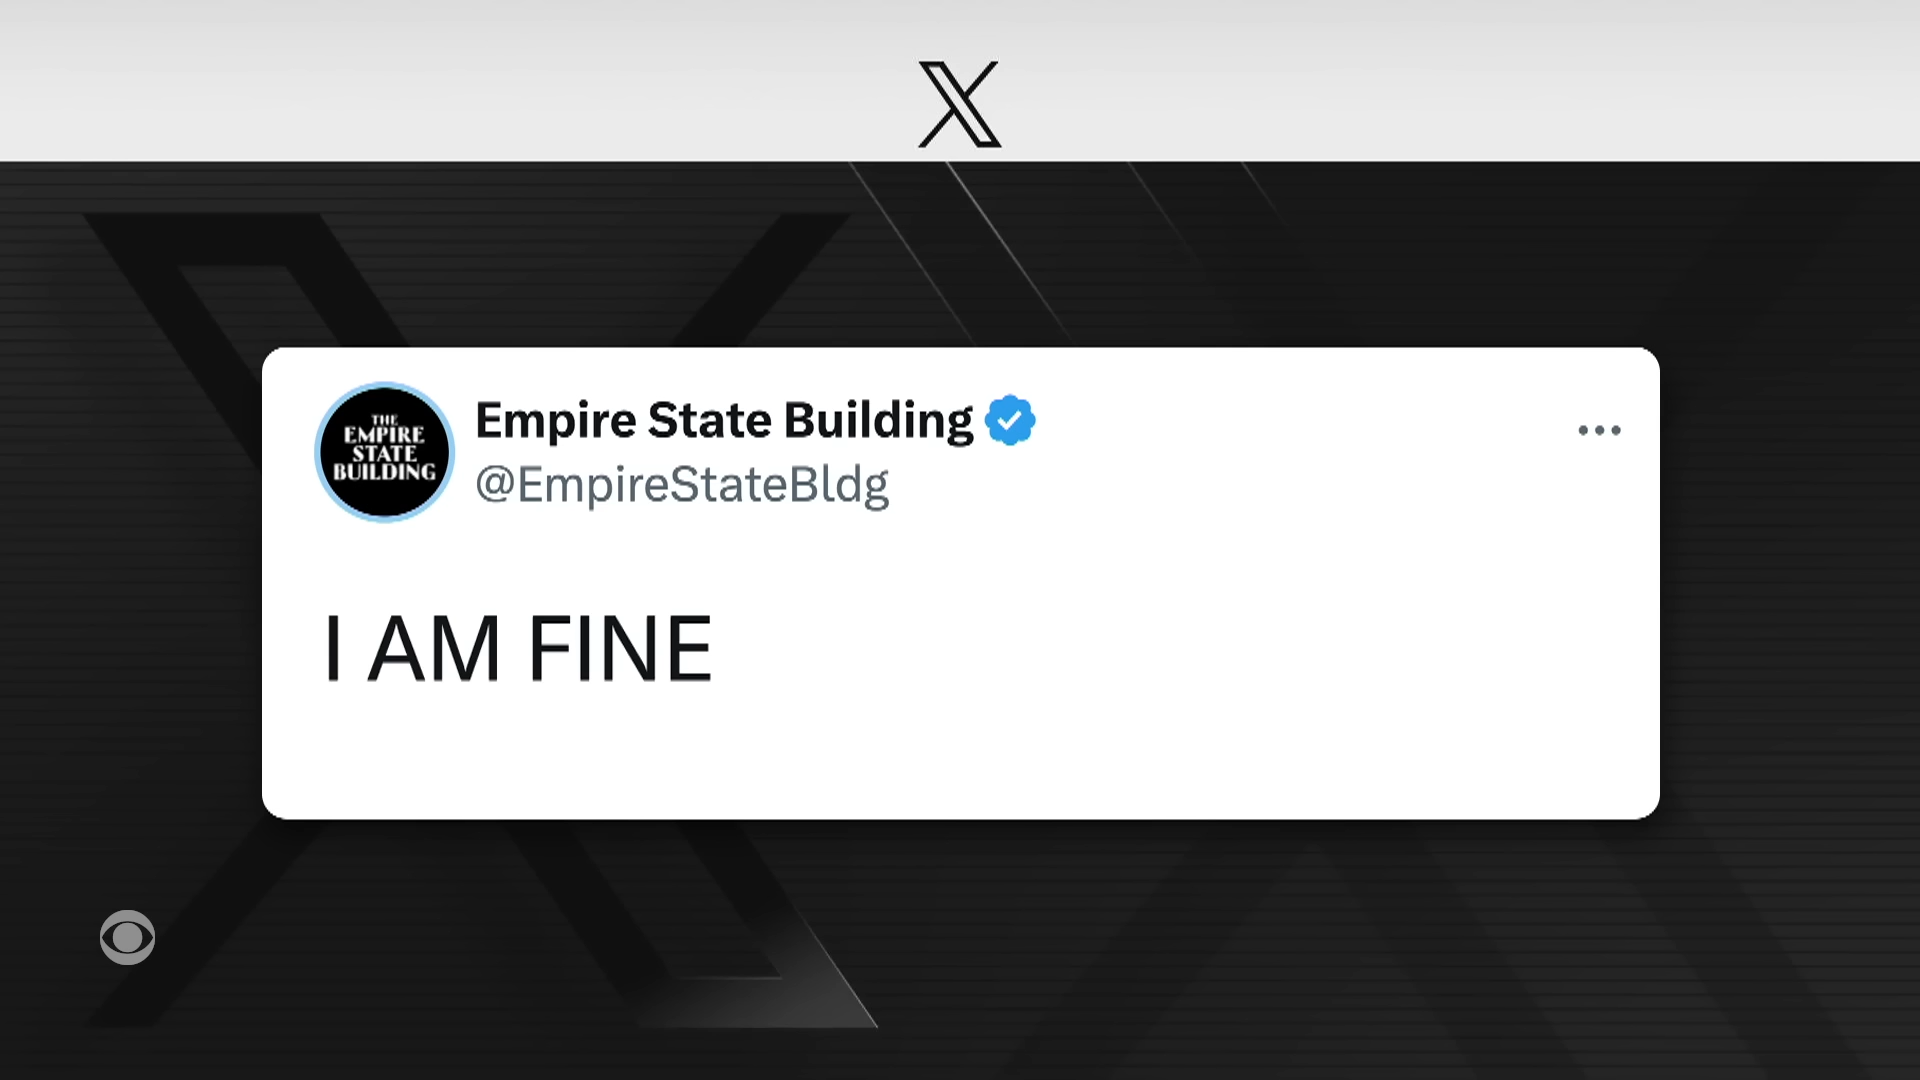 X
THE
EMPIRE
STATE
BUILDING
Empire State Building
@EmpireStateBldg
I AM FINE